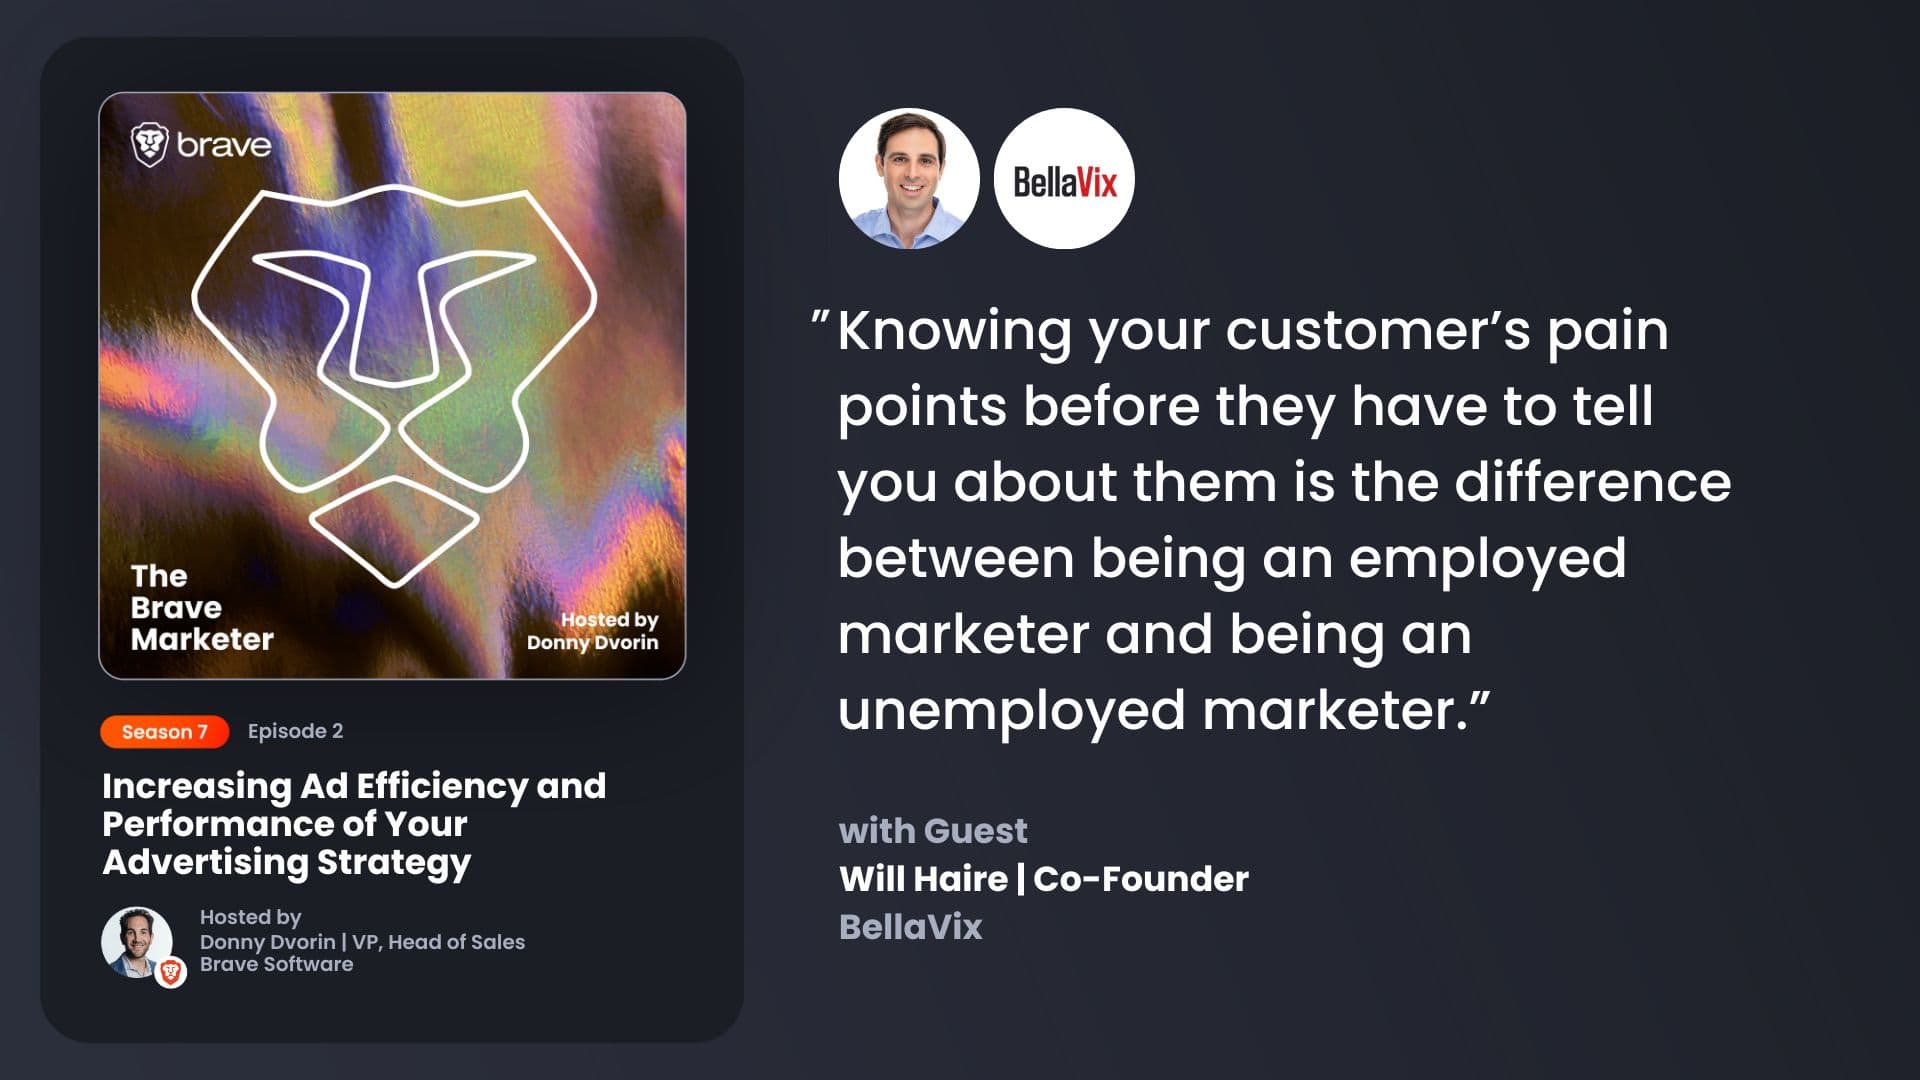 brave
The
Brave
Marketer
Hosted by
Donny Dvorin
Season 7
Episode 2
Increasing Ad Efficiency and
Performance of Your
Advertising Strategy
Hosted by
Donny Dvorin | VP, Head of Sales
Brave Software
BellaVix
”Knowing your customer’s pain
points before they have to tell
you about them is the difference
between being an employed
marketer and being an
unemployed marketer.”
with Guest
Will Haire | Co-Founder
BellaVix